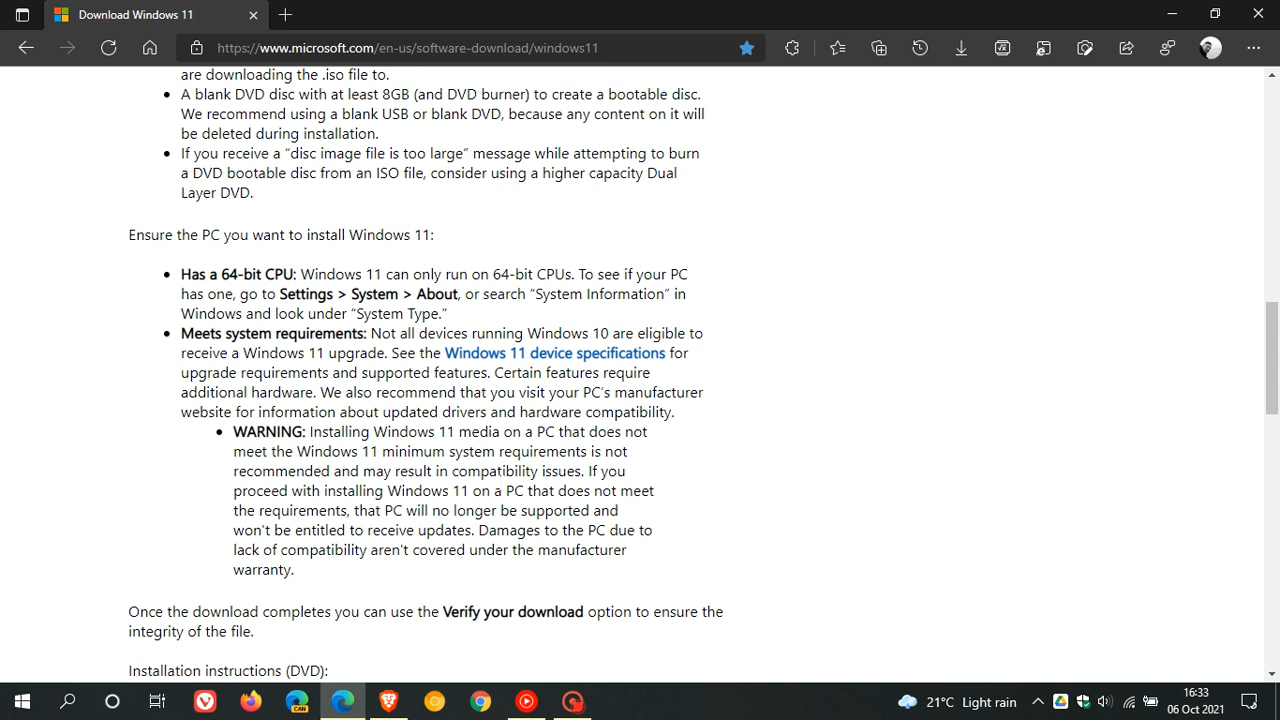 Download Windows 11
https://www.microsoft.com/en-us/software-download/windows11
are downloading the .iso file to.
• A blank DVD disc with at least 8GB (and DVD burner) to create a bootable disc.
We recommend using a blank USB or blank DVD, because any content on it will
be deleted during installation.
• If you receive a “disc image file is too large” message while attempting to burn
a DVD bootable disc from an ISO file, consider using a higher capacity Dual
Layer DVD.
Ensure the PC you want to install Windows 11:
• Has a 64-bit CPU: Windows 11 can only run on 64-bit CPUs. To see if your PC
has one, go to Settings > System > About, or search “System Information” in
Windows and look under “System Type.”
• Meets system requirements: Not all devices running Windows 10 are eligible to
receive a Windows 11 upgrade. See the Windows 11 device specifications for
upgrade requirements and supported features. Certain features require
additional hardware. We also recommend that you visit your PC's manufacturer
website for information about updated drivers and hardware compatibility.
• WARNING: Installing Windows 11 media on a PC that does not
meet the Windows 11 minimum system requirements is not
recommended and may result in compatibility issues. If you
proceed with installing Windows 11 on a PC that does not meet
the requirements, that PC will no longer be supported and
won't be entitled to receive updates. Damages to the PC due to
lack of compatibility aren't covered under the manufacturer
warranty.
Once the download completes you can use the Verify your download option to ensure the
integrity of the file.
Installation instructions (DVD):
CAN
21°C Light rain
16:33
06 Oct 2021